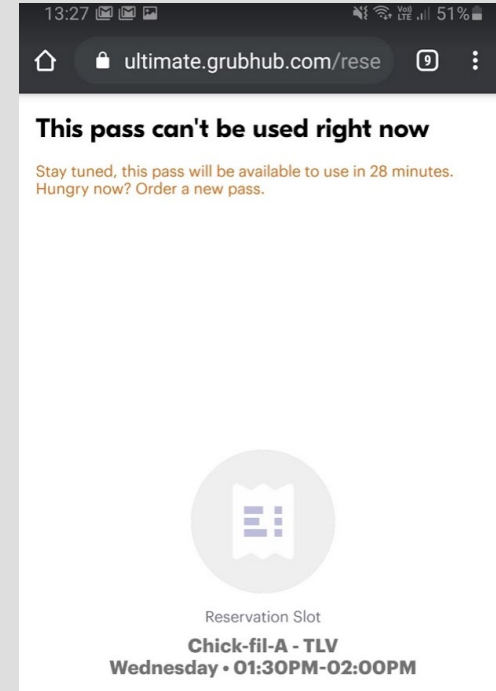 13:27 51%
ultimate.grubhub.com/rese 9
This pass can't be used right now
Stay tuned, this pass will be available to use in 28 minutes.
Hungry now? Order a new pass.
Reservation Slot
Chick-fil-A - TLV
Wednesday • 01:30PM-02:00PM